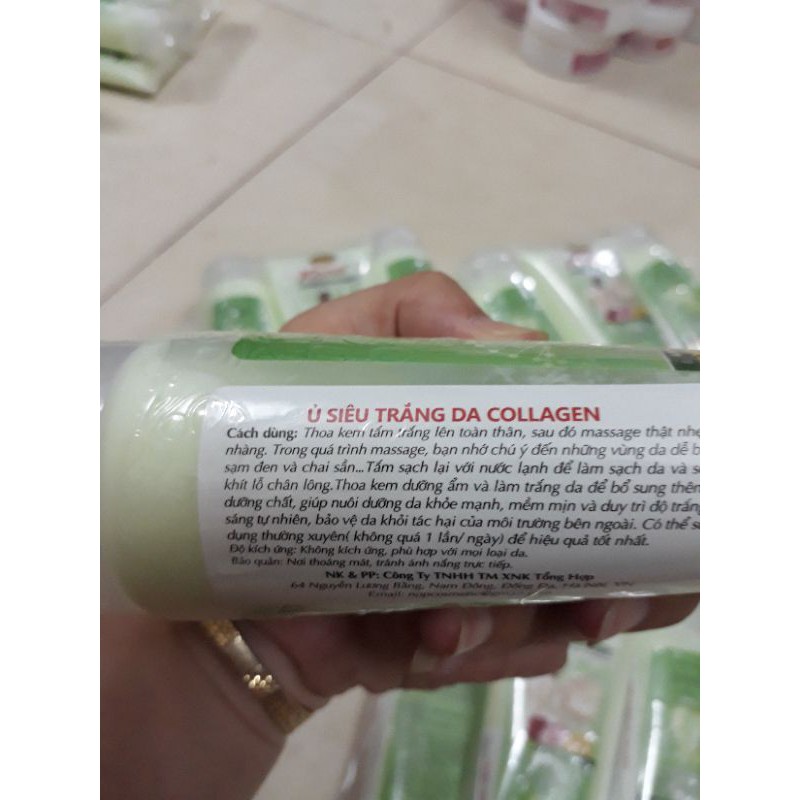 Ủ SIÊU TRẮNG DA COLLAGEN
Cách dùng: Thoa kem tắm trắng lên toàn thân, sau đó massage thật nhẹ
nhàng. Trong quá trình massage, bạn nhớ chú ý đến những vùng da dễ b
sạm đen và chai sần...Tắm sạch lại với nước lạnh để làm sạch da và s
khít lỗ chân lông.Thoa kem dưỡng ẩm và làm trắng da để bổ sung thêm
dưỡng chất, giúp nuôi dưỡng da khỏe mạnh, mềm mịn và duy trì độ trắng
sáng tự nhiên, bảo vệ da khỏi tác hại của môi trường bên ngoài. Có thể s
dụng thường xuyên( không quá 1 lần/ ngày) để hiệu quả tốt nhất.
Độ kích ứng: Không kích ứng, phù hợp với mọi loại da.
Bảo quản: Nơi thoáng mát, tránh ánh nắng trực tiếp.
NK & PP: Công Ty TNHH TM XNK Tổng Hợp
64 Nguyễn Lương Bằng, Nam Đồng, Đống Đa, Hà Nội, VN
Email: